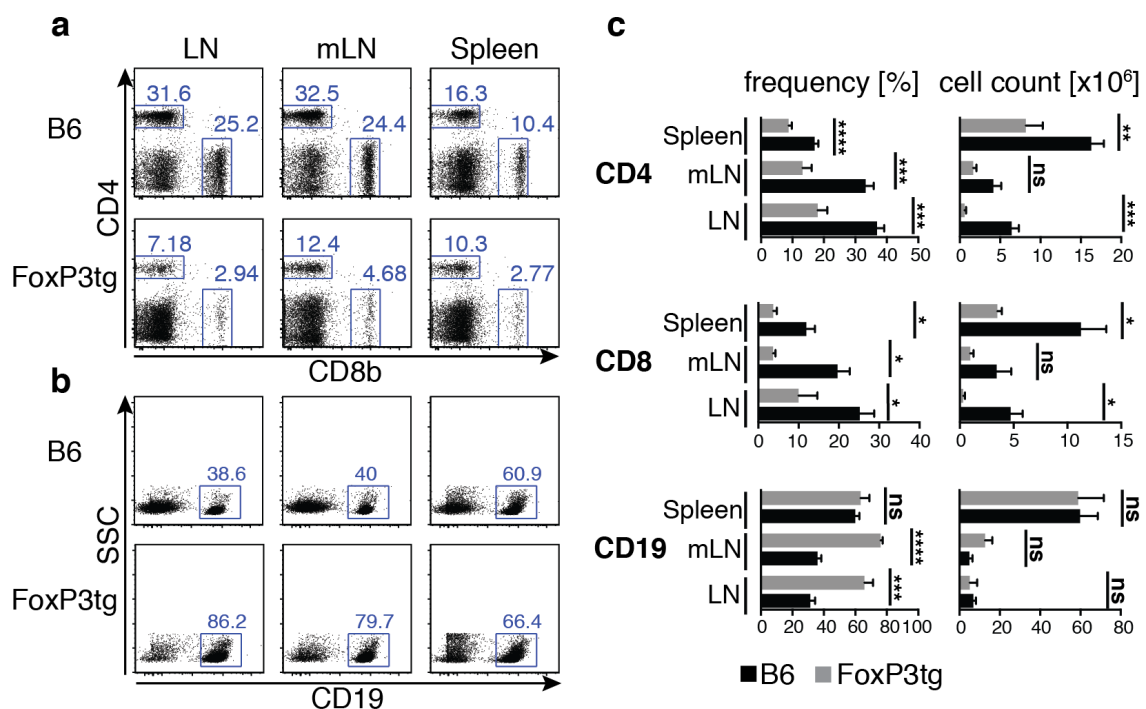 a
LN mLN Spleen
B6
31.6 25.2 32.5 24.4 16.3 10.4
CD4
FoxP3tg
7.18 2.94 12.4 4.68 10.3 2.77
CD8b
b
B6
38.6 40 60.9
SSC
FoxP3tg
86.2 79.7 66.4
CD19
c
frequency [%] cell count [x10⁶]
CD4
Spleen **** **
mLN *** ns
LN *** ***
0 10 20 30 40 50 0 5 10 15 20
CD8
Spleen * *
mLN * ns
LN * *
0 10 20 30 40 0 5 10 15
CD19
Spleen ns ns
mLN **** ns
LN *** ns
0 20 40 60 80 100 0 20 40 60 80
B6 FoxP3tg